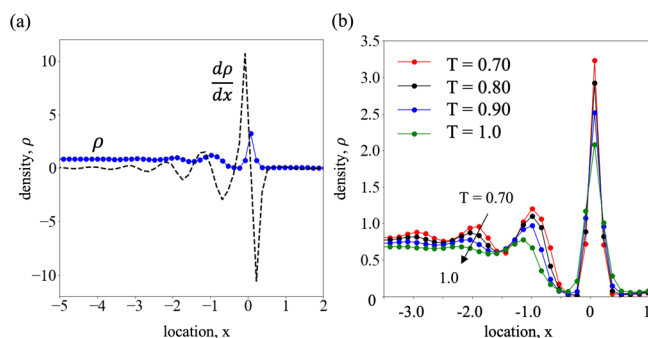 (a)
10
5
0
−5
−10
density, ρ
ρ
dρ
dx
−5 −4 −3 −2 −1 0 1 2
location, x
(b)
3.5
3.0
2.5
2.0
1.5
1.0
0.5
0
density, ρ
T = 0.70
T = 0.80
T = 0.90
T = 1.0
T = 0.70
1.0
-3.0 -2.0 -1.0 0 1
location, x